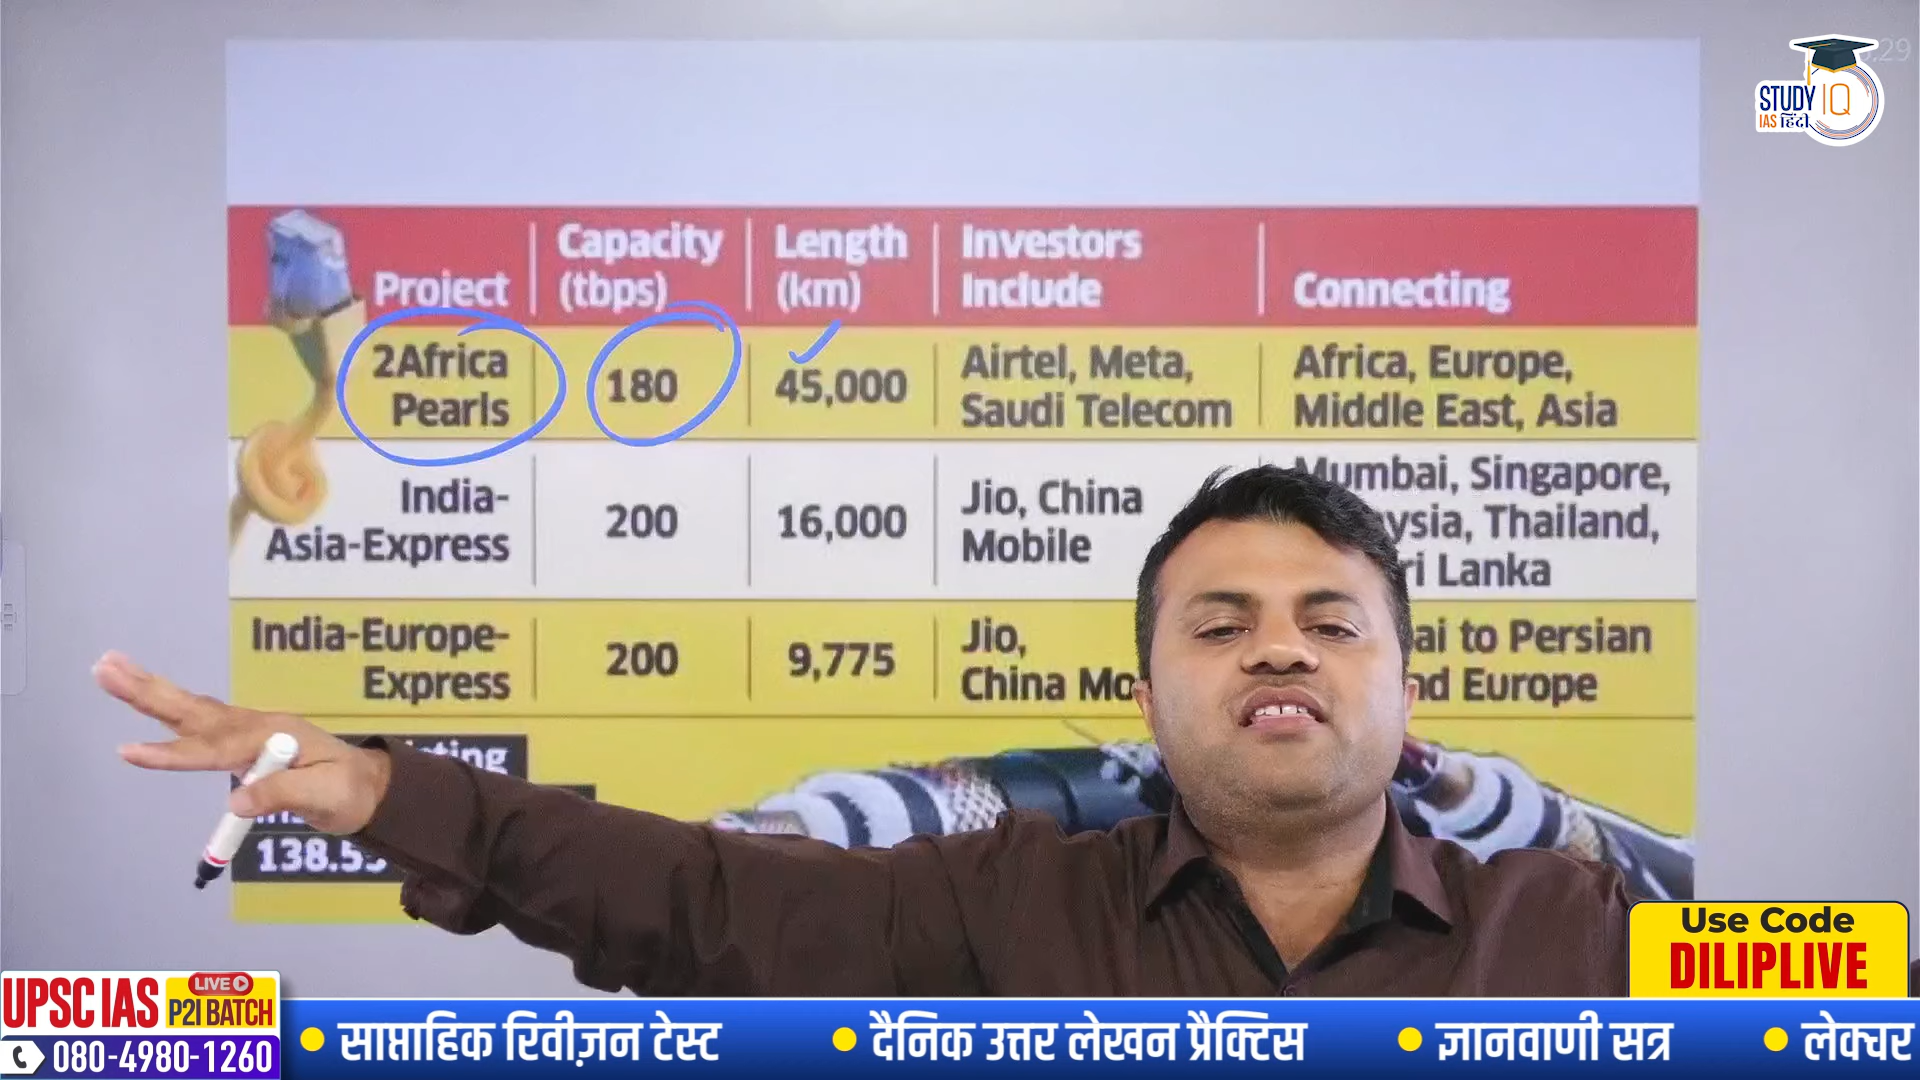 STUDY IQ
IAS हिंदी
Project
Capacity
(tbps)
Length
(km)
Investors
Include
Connecting
2Africa
Pearls
180
45,000
Airtel, Meta,
Saudi Telecom
Africa, Europe,
Middle East, Asia
India-
Asia-Express
200
16,000
Jio, China
Mobile
Mumbai, Singapore,
Thailand,
Lanka
India-Europe-
Express
200
9,775
Jio,
China
to Persian
Europe
Use Code
DILIPLIVE
UPSC IAS
LIVE
P2I BATCH
080-4980-1260
साप्ताहिक रिवीज़न टेस्ट
दैनिक उत्तर लेखन प्रैक्टिस
ज्ञानवाणी सत्र
लेक्चर